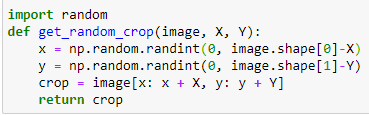 import random
def get_random_crop(image, X, Y):
    x = np.random.randint(0, image.shape[0]-X)
    y = np.random.randint(0, image.shape[1]-Y)
    crop = image[x: x + X, y: y + Y]
    return crop